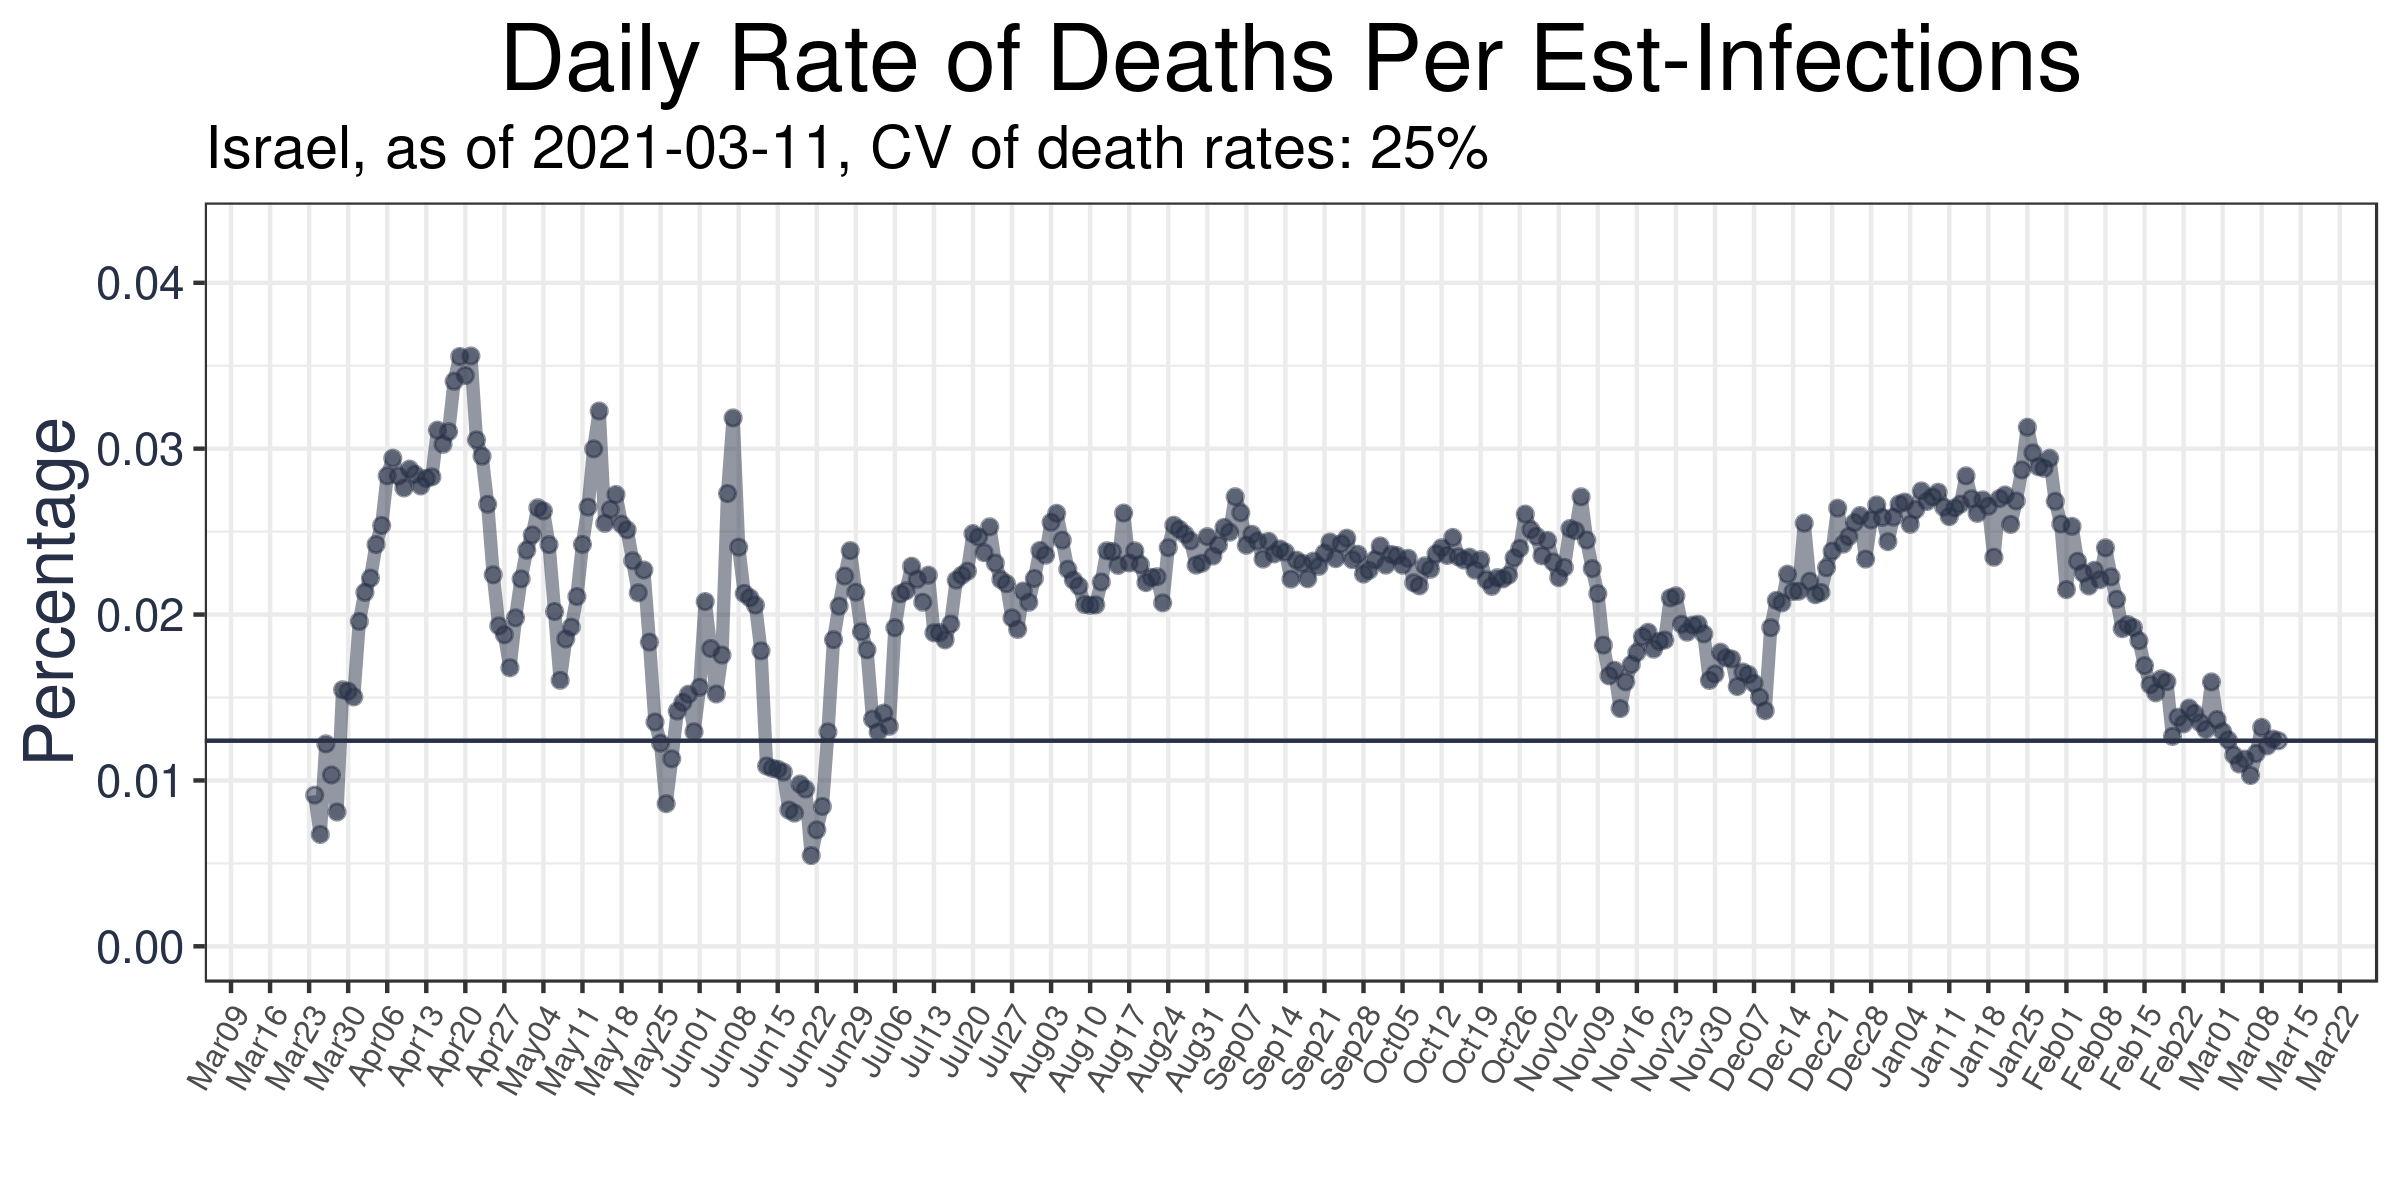 Daily Rate of Deaths Per Est-Infections
Israel, as of 2021-03-11, CV of death rates: 25%
Percentage
0.04
0.03
0.02
0.01
0.00
Mar09
Mar16
Mar23
Mar30
Apr06
Apr13
Apr20
Apr27
May04
May11
May18
May25
Jun01
Jun08
Jun15
Jun22
Jun29
Jul06
Jul13
Jul20
Jul27
Aug03
Aug10
Aug17
Aug24
Aug31
Sep07
Sep14
Sep21
Sep28
Oct05
Oct12
Oct19
Oct26
Nov02
Nov09
Nov16
Nov23
Nov30
Dec07
Dec14
Dec21
Dec28
Jan04
Jan11
Jan18
Jan25
Feb01
Feb08
Feb15
Feb22
Mar01
Mar08
Mar15
Mar22